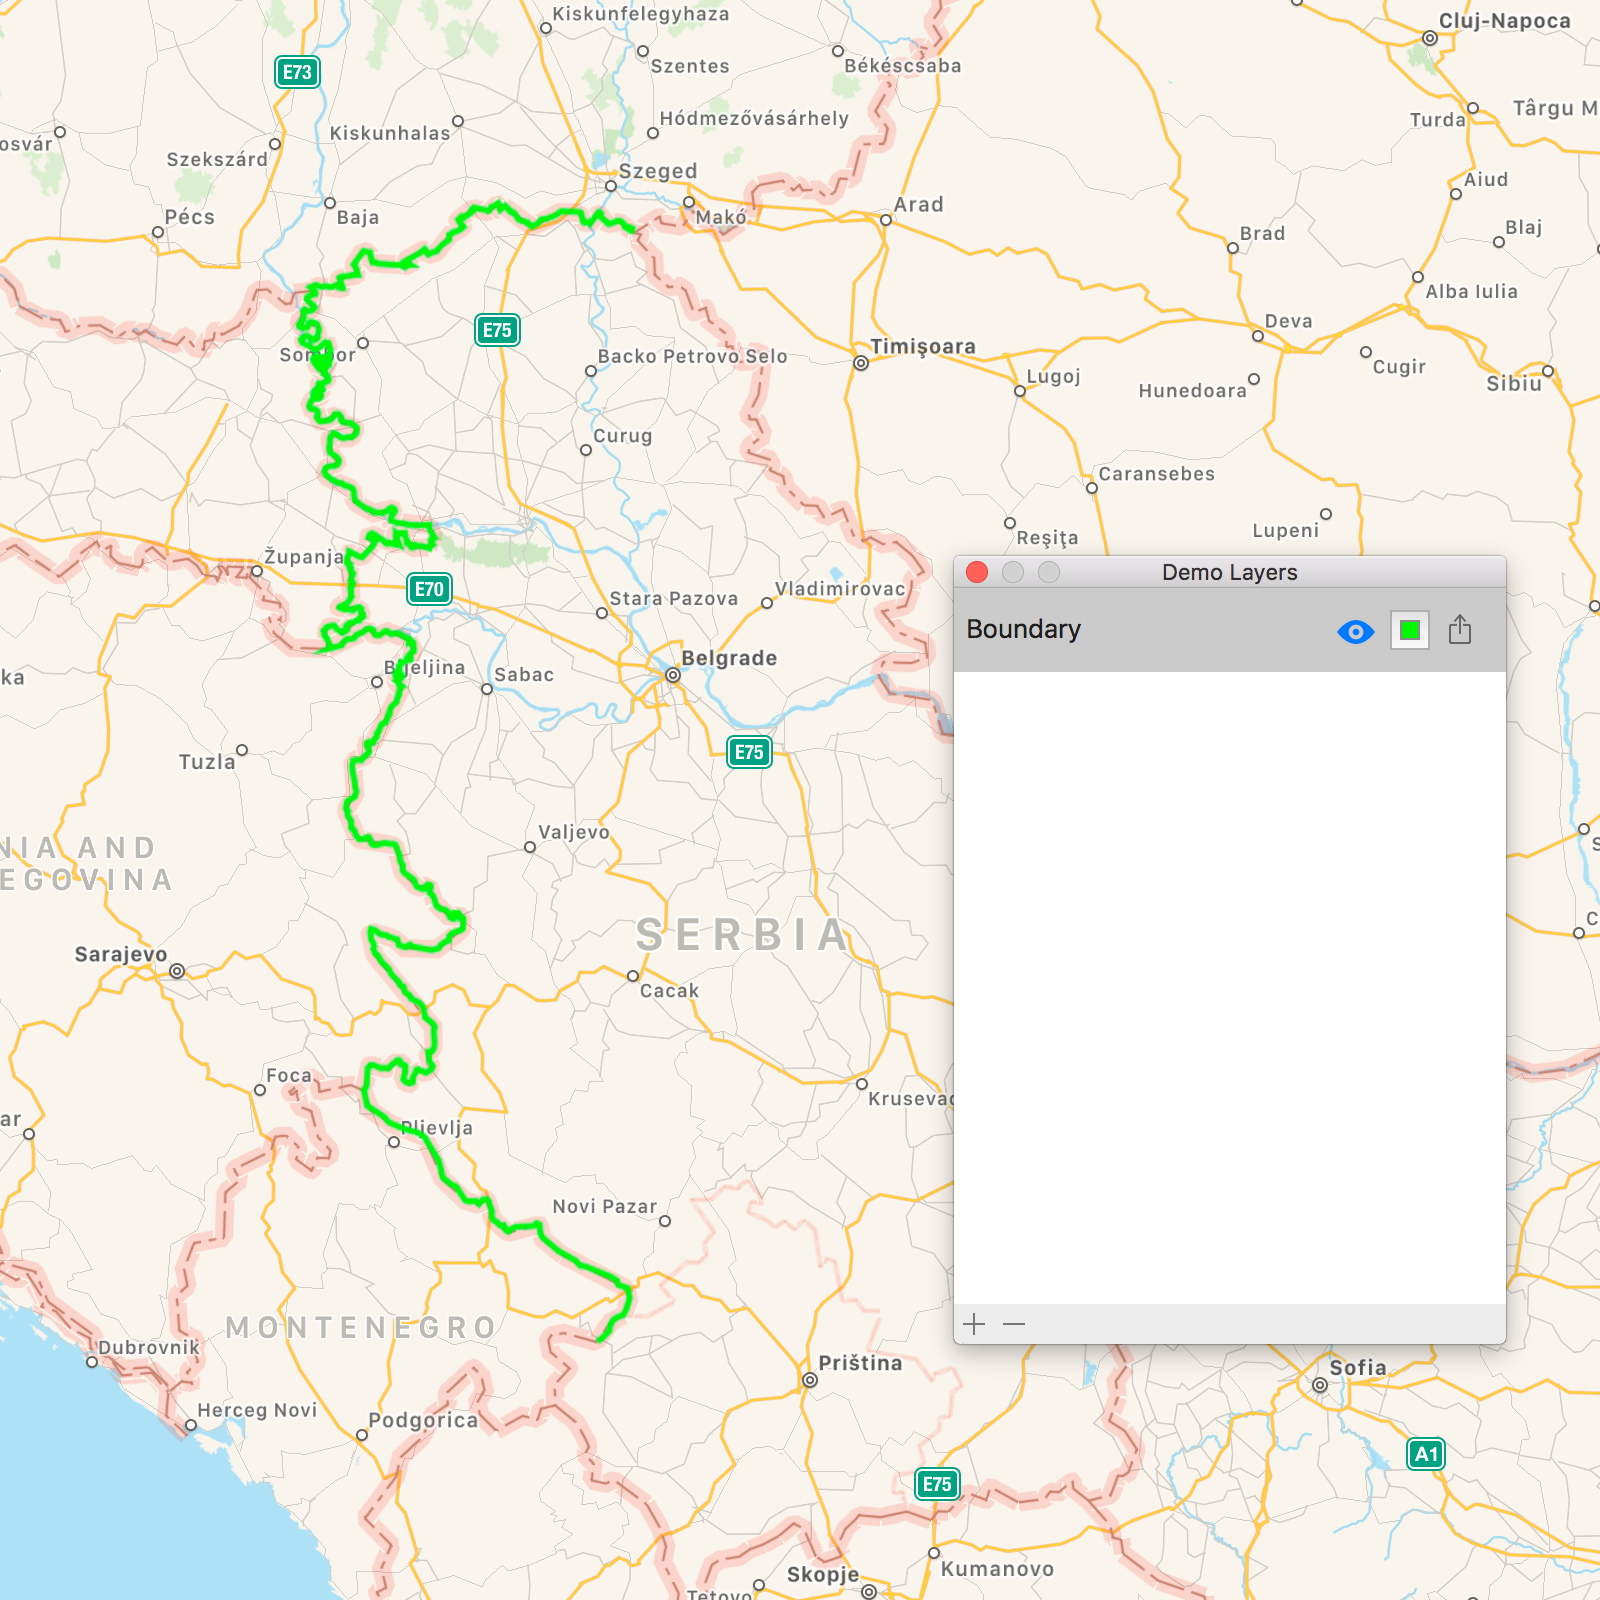 Kiskunfelegyhaza
Cluj-Napoca
E73
Szentes
Békéscsaba
Turda
Târgu M
Kiskunhalas
Hódmezővásárhely
osvár
Szekszárd
Szeged
Aiud
Pécs
Baja
Makó
Arad
Brad
Blaj
Alba Iulia
E75
Deva
Sombor
Backo Petrovo Selo
Timişoara
Lugoj
Hunedoara
Cugir
Sibiu
Curug
Caransebes
Reşiţa
Lupeni
Županja
E70
Stara Pazova
Vladimirovac
Demo Layers
Boundary
Belgrade
Bijeljina
Sabac
ka
Tuzla
E75
Valjevo
NIA AND
EGOVINA
S
SERBIA
C
Sarajevo
Cacak
Foca
Krusevac
ar
Pljevlja
Novi Pazar
MONTENEGRO
Dubrovnik
Priština
Sofia
Herceg Novi
Podgorica
A1
E75
Skopje
Kumanovo
Tetovo